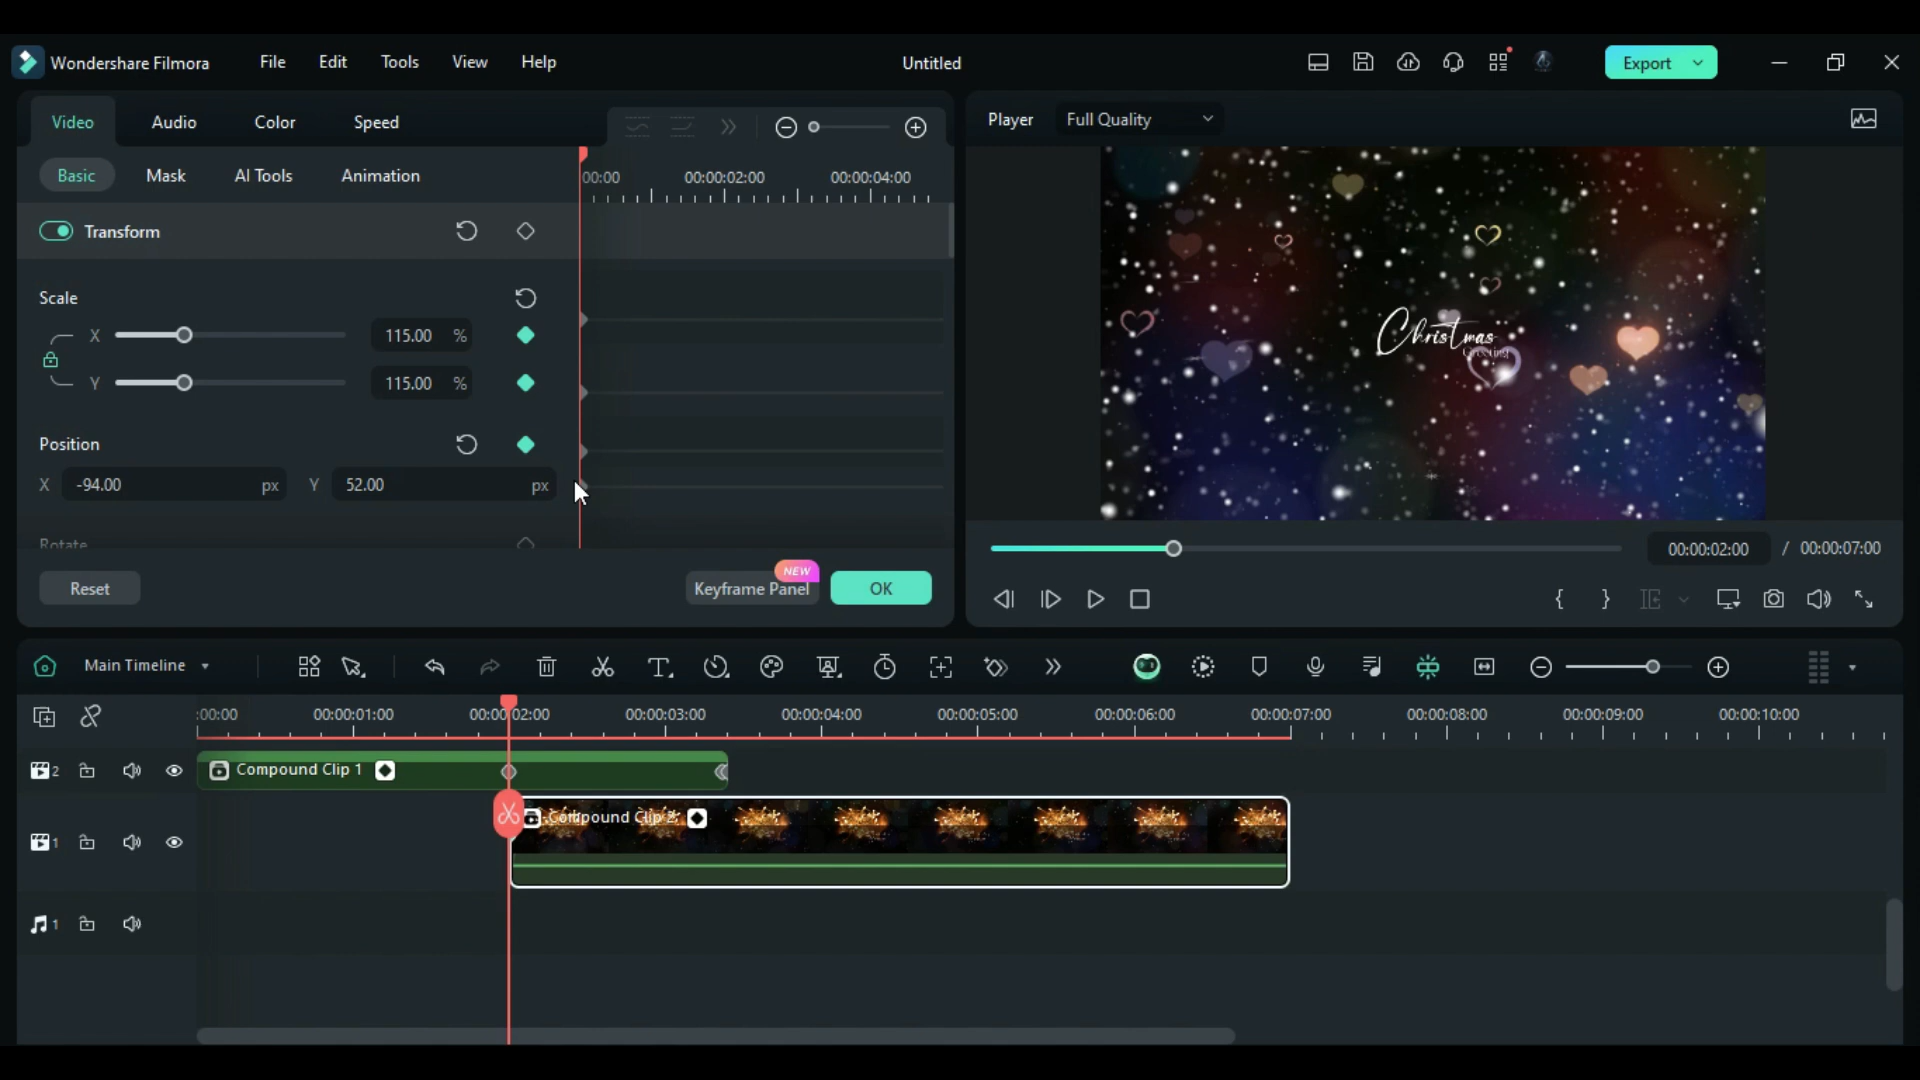 Wondershare Filmora File Edit Tools View Help Untitled Export
Video Audio Color Speed
Player Full Quality
Basic Mask AI Tools Animation
00:00 00:00:02:00 00:00:04:00
Transform
Scale
X 115.00 %
Y 115.00 %
Position
X -94.00 px Y 52.00 px
Rotate
Christmas
Greeting
00:00:02:00 / 00:00:07:00
Reset Keyframe Panel NEW OK
Main Timeline
:00:00 00:00:01:00 00:00:02:00 00:00:03:00 00:00:04:00 00:00:05:00 00:00:06:00 00:00:07:00 00:00:08:00 00:00:09:00 00:00:10:00
2 Compound Clip 1
1 Compound Clip 2
1